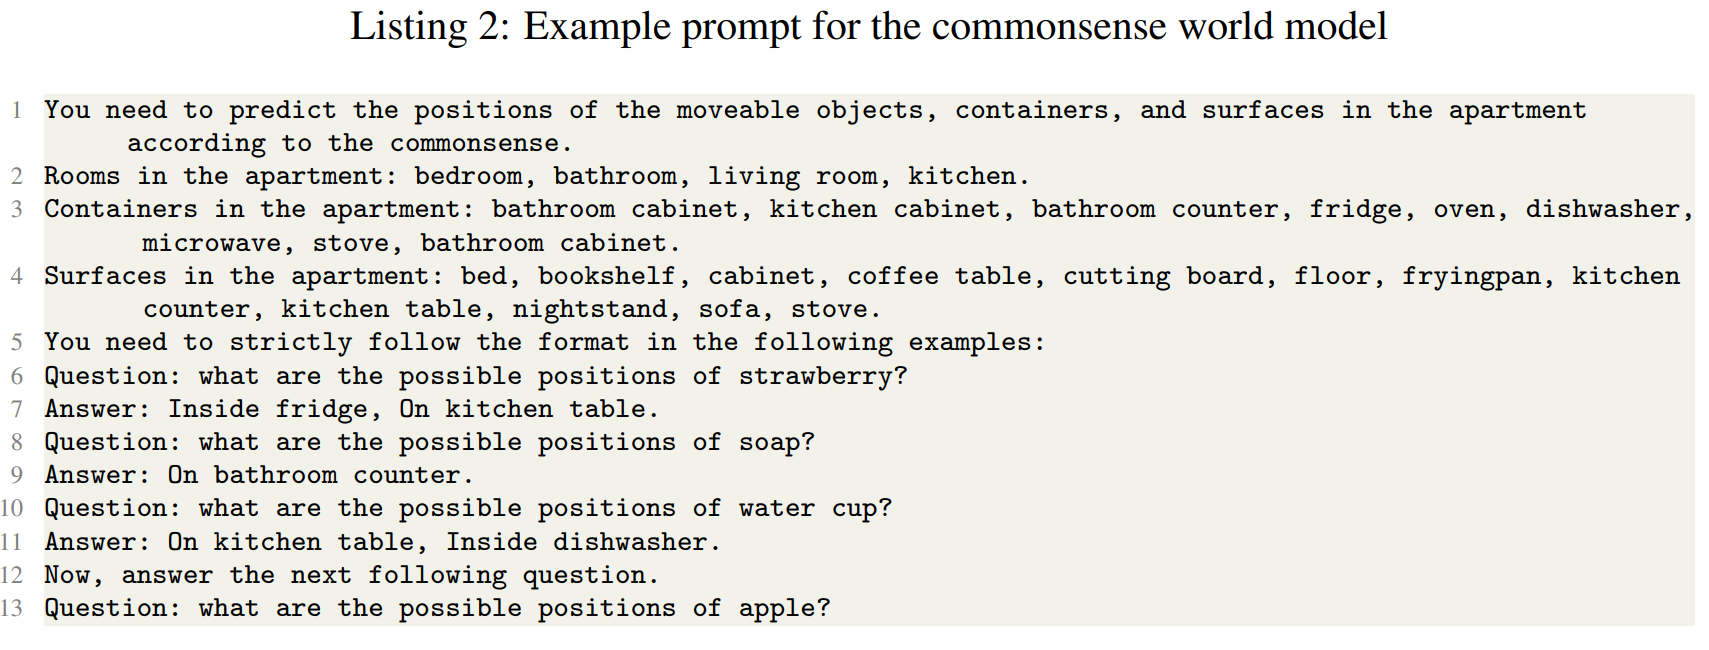 Listing 2: Example prompt for the commonsense world model
1 You need to predict the positions of the moveable objects, containers, and surfaces in the apartment
according to the commonsense.
2 Rooms in the apartment: bedroom, bathroom, living room, kitchen.
3 Containers in the apartment: bathroom cabinet, kitchen cabinet, bathroom counter, fridge, oven, dishwasher,
microwave, stove, bathroom cabinet.
4 Surfaces in the apartment: bed, bookshelf, cabinet, coffee table, cutting board, floor, fryingpan, kitchen
counter, kitchen table, nightstand, sofa, stove.
5 You need to strictly follow the format in the following examples:
6 Question: what are the possible positions of strawberry?
7 Answer: Inside fridge, On kitchen table.
8 Question: what are the possible positions of soap?
9 Answer: On bathroom counter.
10 Question: what are the possible positions of water cup?
11 Answer: On kitchen table, Inside dishwasher.
12 Now, answer the next following question.
13 Question: what are the possible positions of apple?